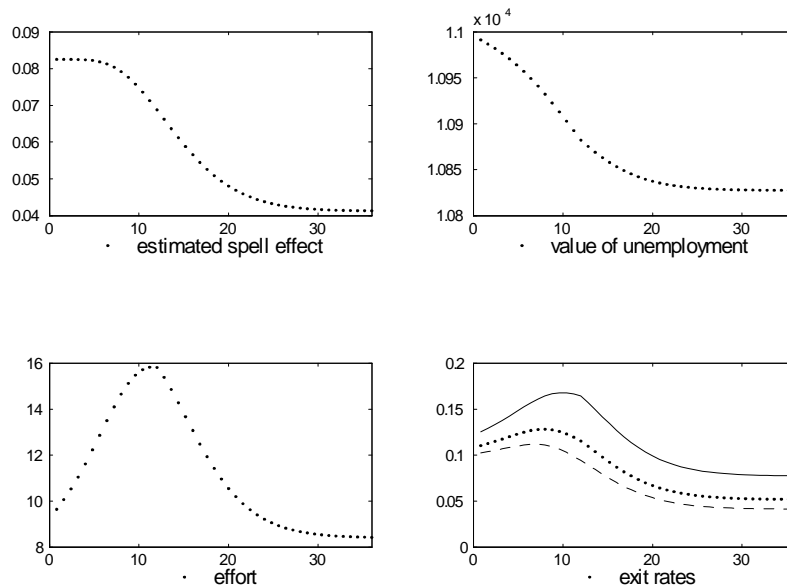 0.09
0.08
0.07
0.06
0.05
0.04
0 10 20 30
estimated spell effect
x 10 4
1.1
1.095
1.09
1.085
1.08
0 10 20 30
value of unemployment
16
14
12
10
8
0 10 20 30
effort
0.2
0.15
0.1
0.05
0
0 10 20 30
exit rates